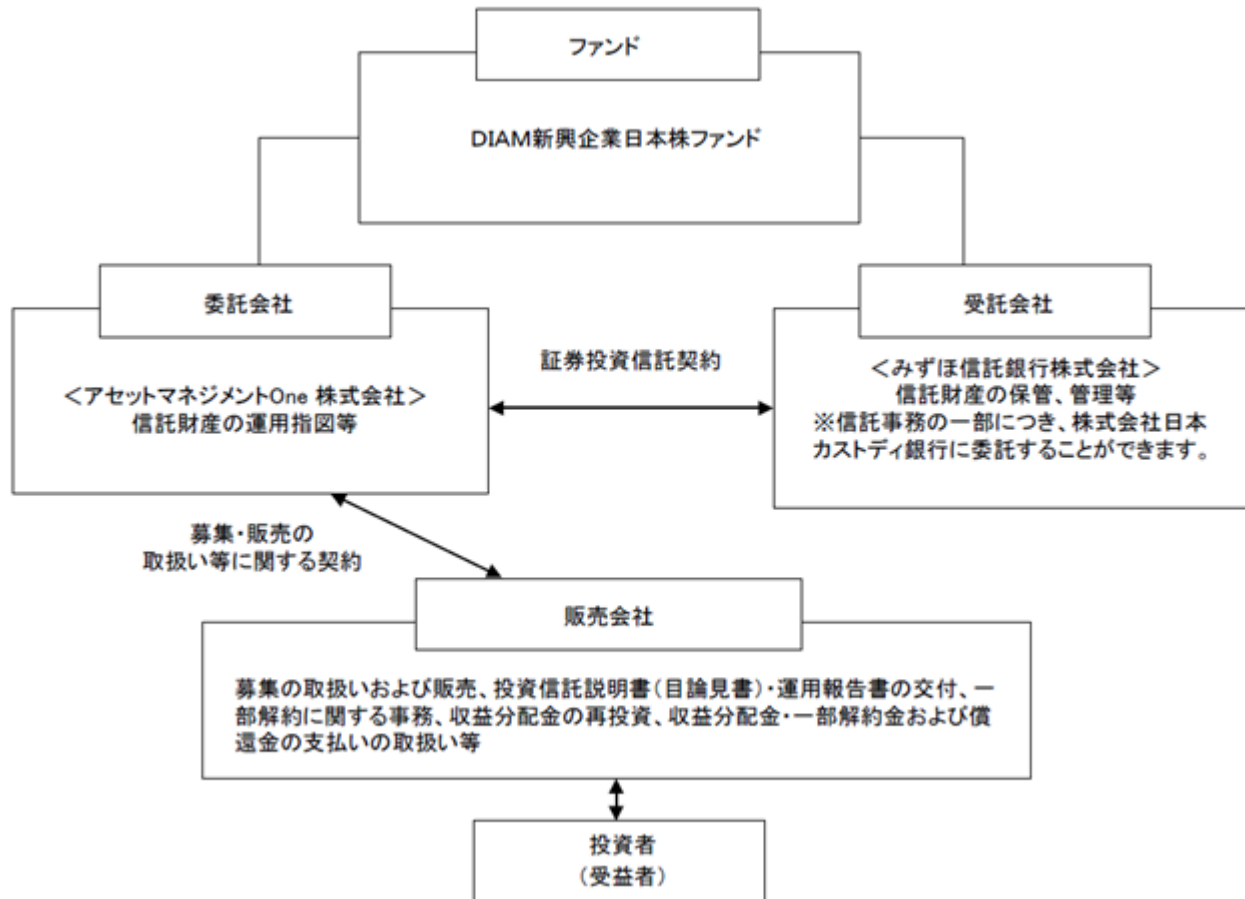 ファンド
DIAM新興企業日本株ファンド
委託会社
<アセットマネジメントOne 株式会社>
信託財産の運用指図等
証券投資信託契約
受託会社
<みずほ信託銀行株式会社>
信託財産の保管、管理等
※信託事務の一部につき、株式会社日本
カストディ銀行に委託することができます。
募集・販売の
取扱い等に関する契約
販売会社
募集の取扱いおよび販売、投資信託説明書(目論見書)・運用報告書の交付、一
部解約に関する事務、収益分配金の再投資、収益分配金・一部解約金および償
還金の支払いの取扱い等
投資者
(受益者)